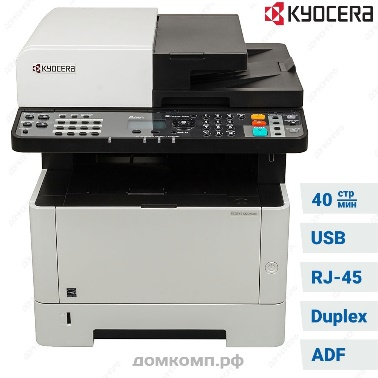 KYOCERA
KYOCERA
40 стр
мин
USB
RJ-45
Duplex
ADF
домкомп.рф